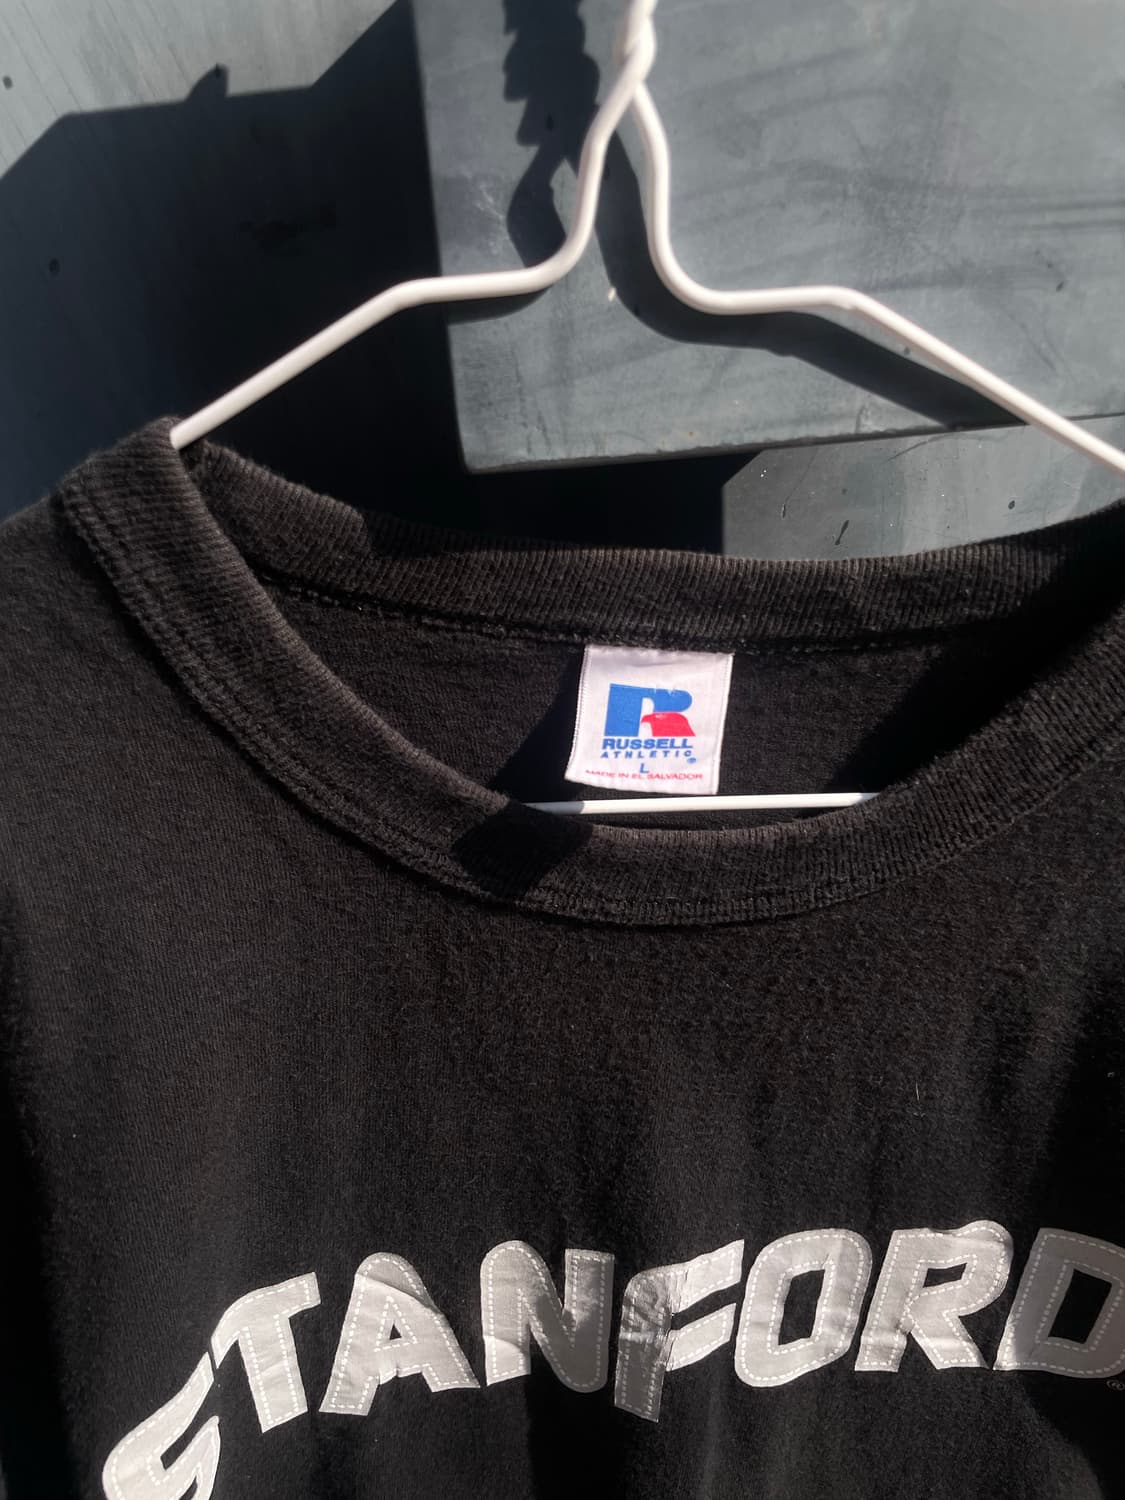 R
RUSSELL
ATHLETIC®
L
MADE IN EL SALVADOR
STANFORD